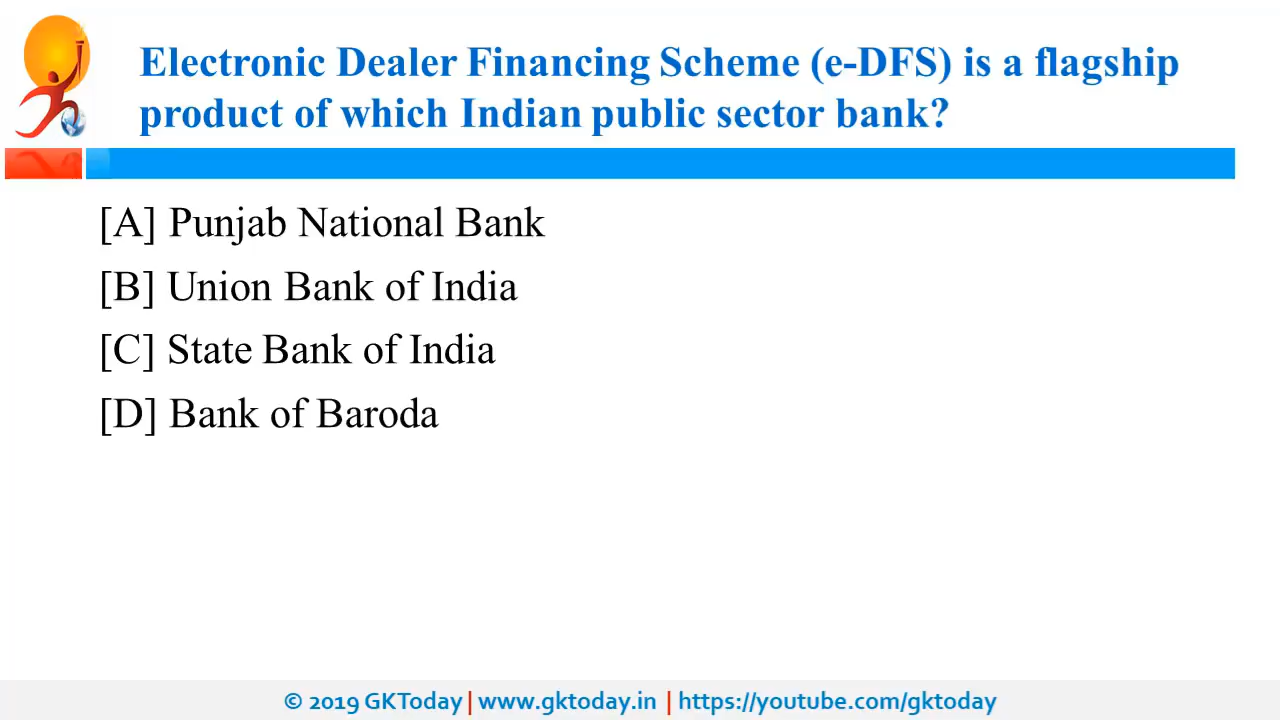 Electronic Dealer Financing Scheme (e-DFS) is a flagship
product of which Indian public sector bank?
[A] Punjab National Bank
[B] Union Bank of India
[C] State Bank of India
[D] Bank of Baroda
© 2019 GKToday | www.gktoday.in | https://youtube.com/gktoday